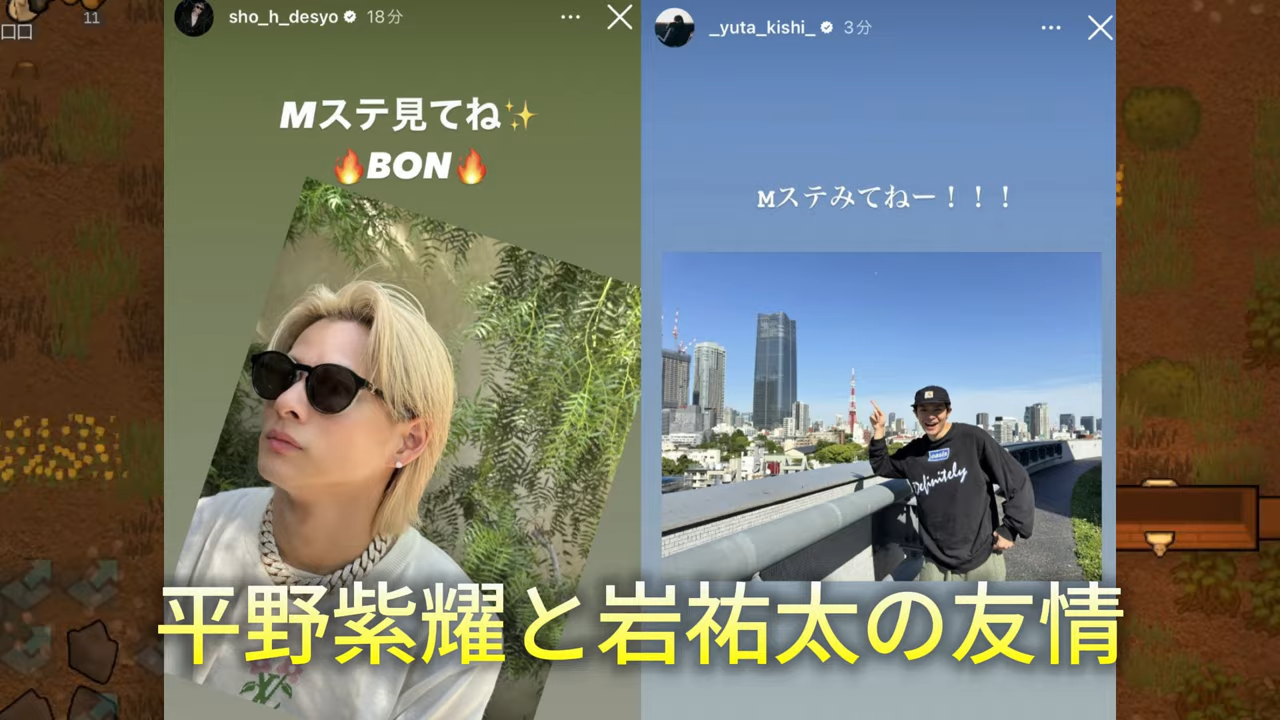 11
sho_h_desyo 18分
Mステ見てね✨
🔥BON🔥
_yuta_kishi_ 3分
Mステみてねー！！！
oasis
Definitely
平野紫耀と岩祐太の友情